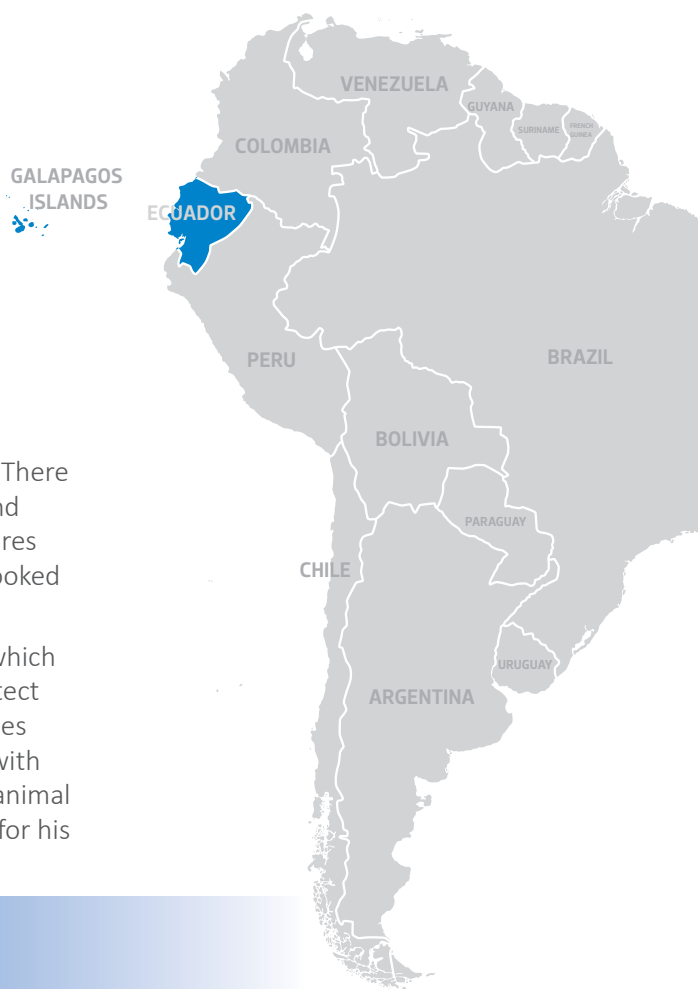 VENEZUELA
GUYANA
SURINAME
FRENCH
GUINEA
COLOMBIA
GALAPAGOS
ISLANDS
ECUADOR
PERU
BRAZIL
BOLIVIA
PARAGUAY
CHILE
URUGUAY
ARGENTINA
There
nd
res
ooked
which
tect
es
with
animal
for his